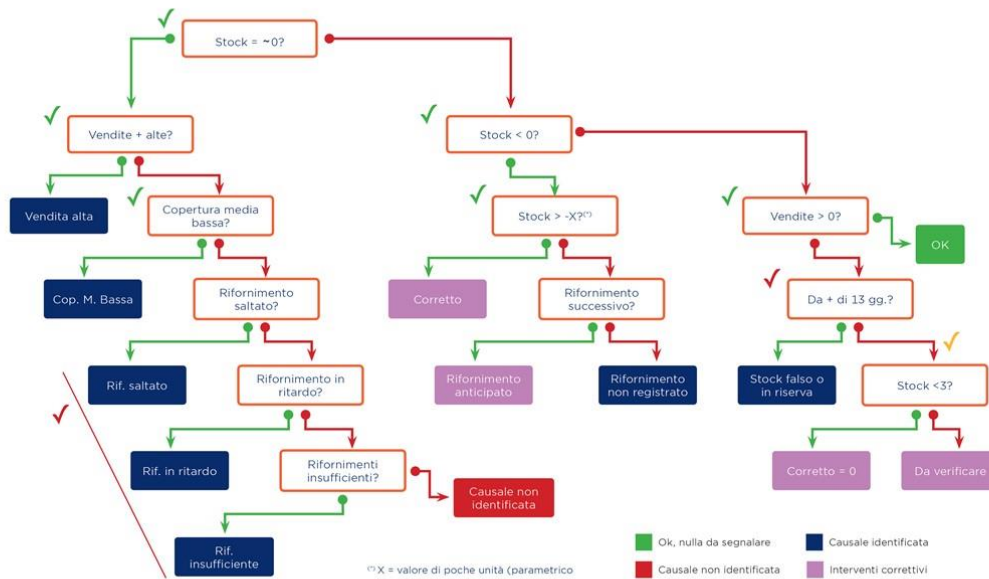 Stock = ~0?
Vendite + alte?
Stock < 0?
Vendita alta
Copertura media
bassa?
Stock > -X?(*)
Vendite > 0?
OK
Cop. M. Bassa
Rifornimento
saltato?
Corretto
Rifornimento
successivo?
Da + di 13 gg.?
Rif. saltato
Rifornimento in
ritardo?
Rifornimento
anticipato
Rifornimento
non registrato
Stock falso o
in riserva
Stock <3?
Rif. in ritardo
Rifornimenti
insufficienti?
Causale non
identificata
Corretto = 0
Da verificare
Rif.
insufficiente
(*) X = valore di poche unità (parametrico
Ok, nulla da segnalare
Causale identificata
Causale non identificata
Interventi correttivi